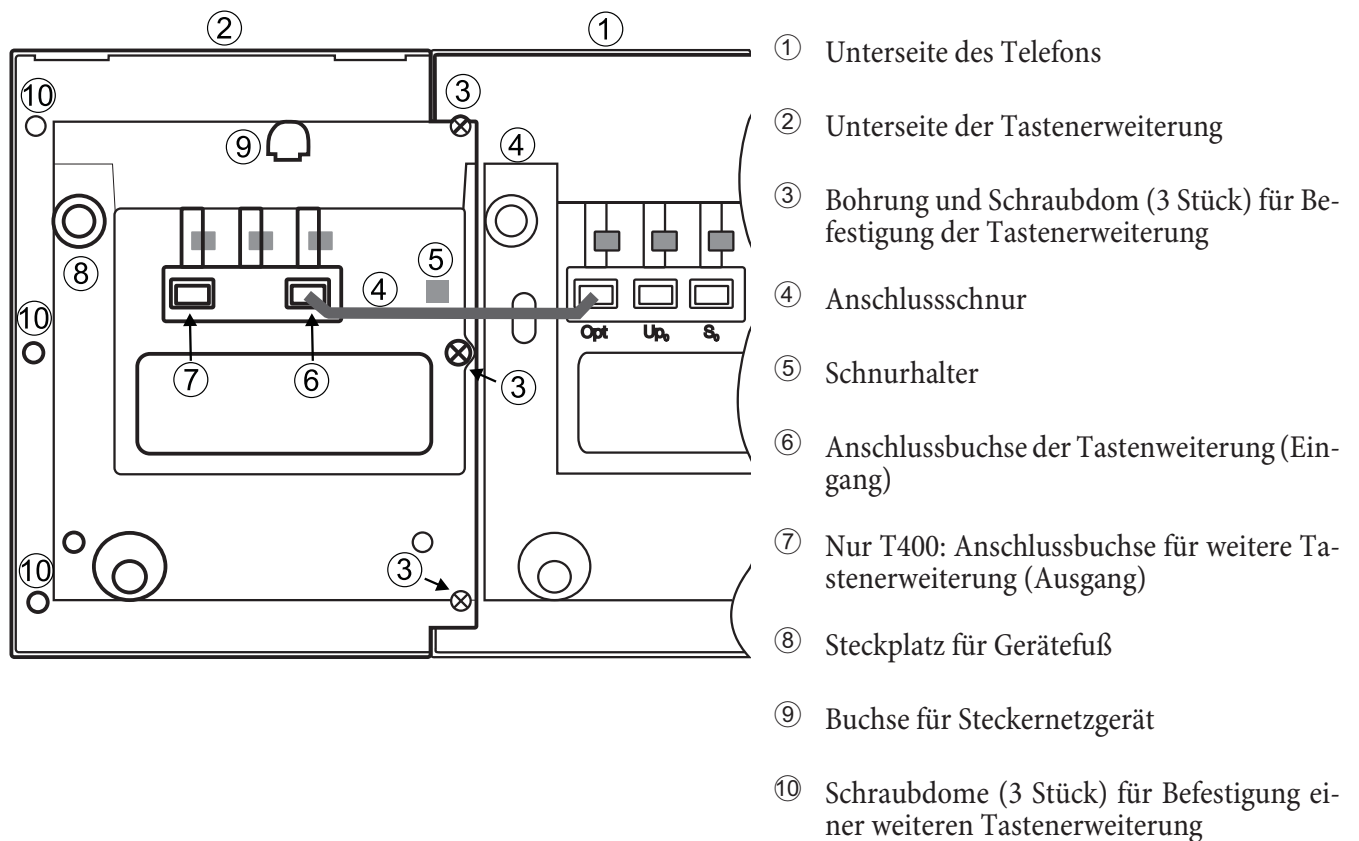 ② ①
⑩ ③
⑨ ④
⑧ ⑤
④
⑩ Opt Up₀ S₀
⑦ ⑥ ③
⑩ ③
① Unterseite des Telefons
② Unterseite der Tastenerweiterung
③ Bohrung und Schraubdom (3 Stück) für Be-
festigung der Tastenerweiterung
④ Anschlussschnur
⑤ Schnurhalter
⑥ Anschlussbuchse der Tastenweiterung (Ein-
gang)
⑦ Nur T400: Anschlussbuchse für weitere Ta-
stenerweiterung (Ausgang)
⑧ Steckplatz für Gerätefuß
⑨ Buchse für Steckernetzgerät
⑩ Schraubdome (3 Stück) für Befestigung ei-
ner weiteren Tastenerweiterung